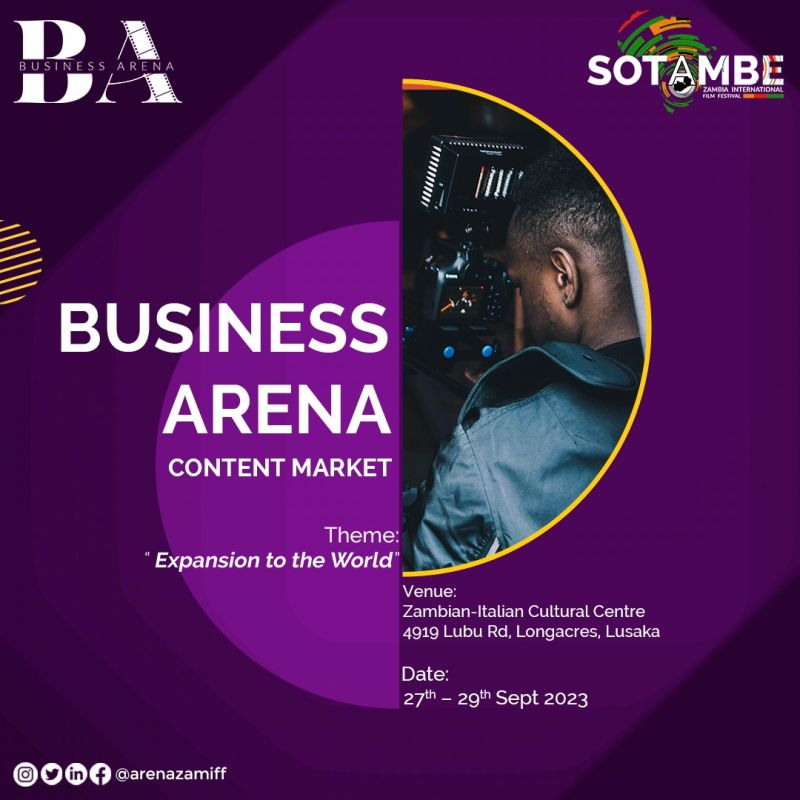 BA
BUSINESS ARENA
SOTAMBE
ZAMBIA INTERNATIONAL
FILM FESTIVAL
BUSINESS
ARENA
CONTENT MARKET
Theme:
“ Expansion to the World”
Venue:
Zambian-Italian Cultural Centre
4919 Lubu Rd, Longacres, Lusaka
Date:
27th – 29th Sept 2023
@arenazamiff